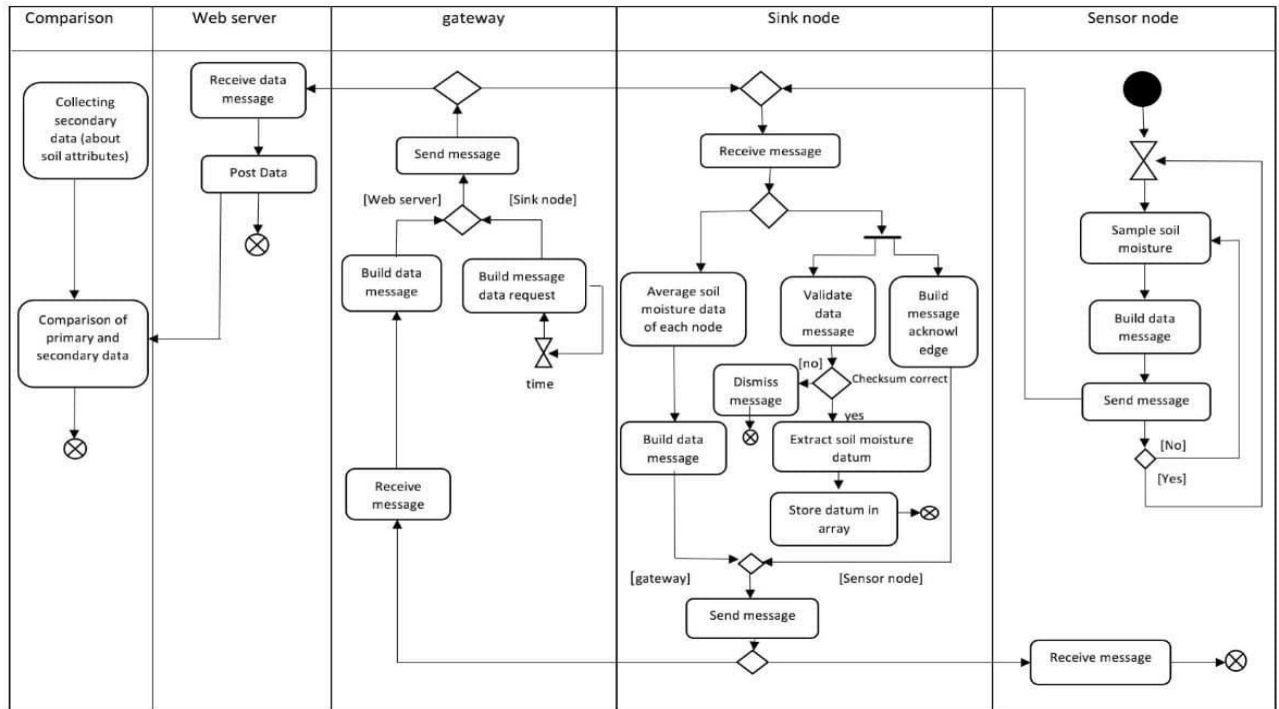 Comparison
Web server
gateway
Sink node
Sensor node
Collecting
secondary
data (about
soil attributes)
Comparison of
primary and
secondary data
Receive data
message
Post Data
Send message
[Web server]
[Sink node]
Build data
message
Build message
data request
time
Receive
message
Receive message
Average soil
moisture data
of each node
Validate
data
message
Build
message
acknowl
edge
[no]
Checksum correct
Dismiss
message
yes
Build data
message
Extract soil moisture
datum
Store datum in
array
[gateway]
[Sensor node]
Send message
Sample soil
moisture
Build data
message
Send message
[No]
[Yes]
Receive message